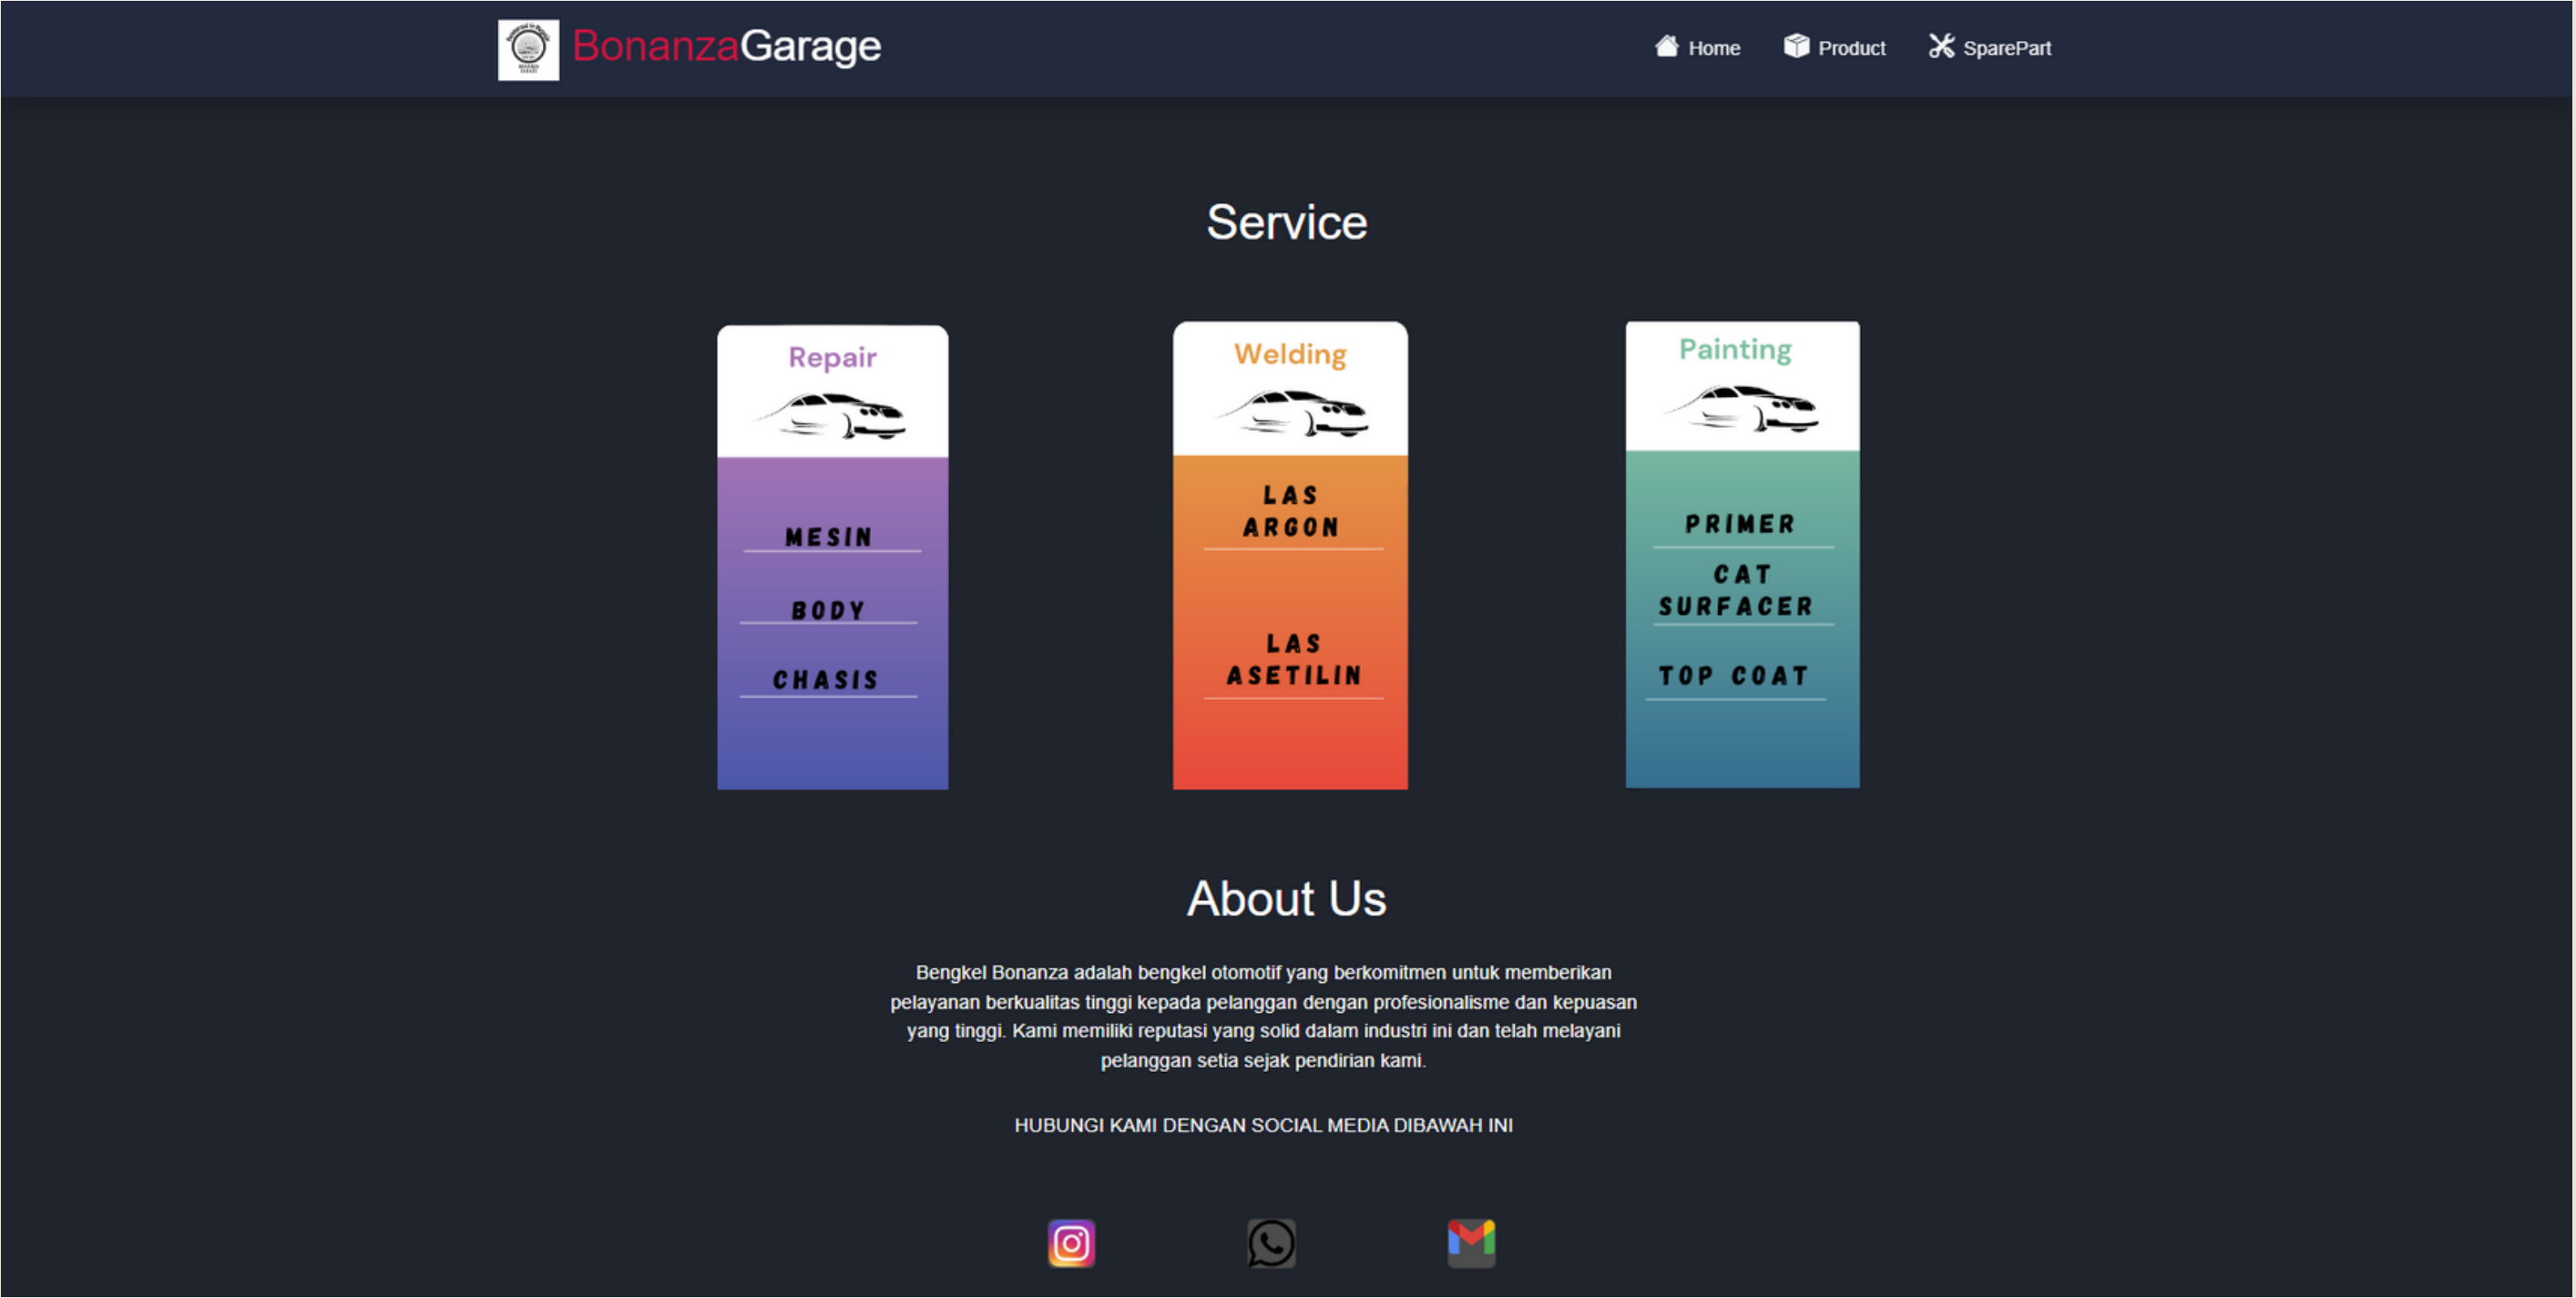 BonanzaGarage
Home
Product
SparePart
Service
Repair
MESIN
BODY
CHASIS
Welding
LAS
ARGON
LAS
ASETILIN
Painting
PRIMER
CAT
SURFACER
TOP COAT
About Us
Bengkel Bonanza adalah bengkel otomotif yang berkomitmen untuk memberikan
pelayanan berkualitas tinggi kepada pelanggan dengan profesionalisme dan kepuasan
yang tinggi. Kami memiliki reputasi yang solid dalam industri ini dan telah melayani
pelanggan setia sejak pendirian kami.
HUBUNGI KAMI DENGAN SOCIAL MEDIA DIBAWAH INI